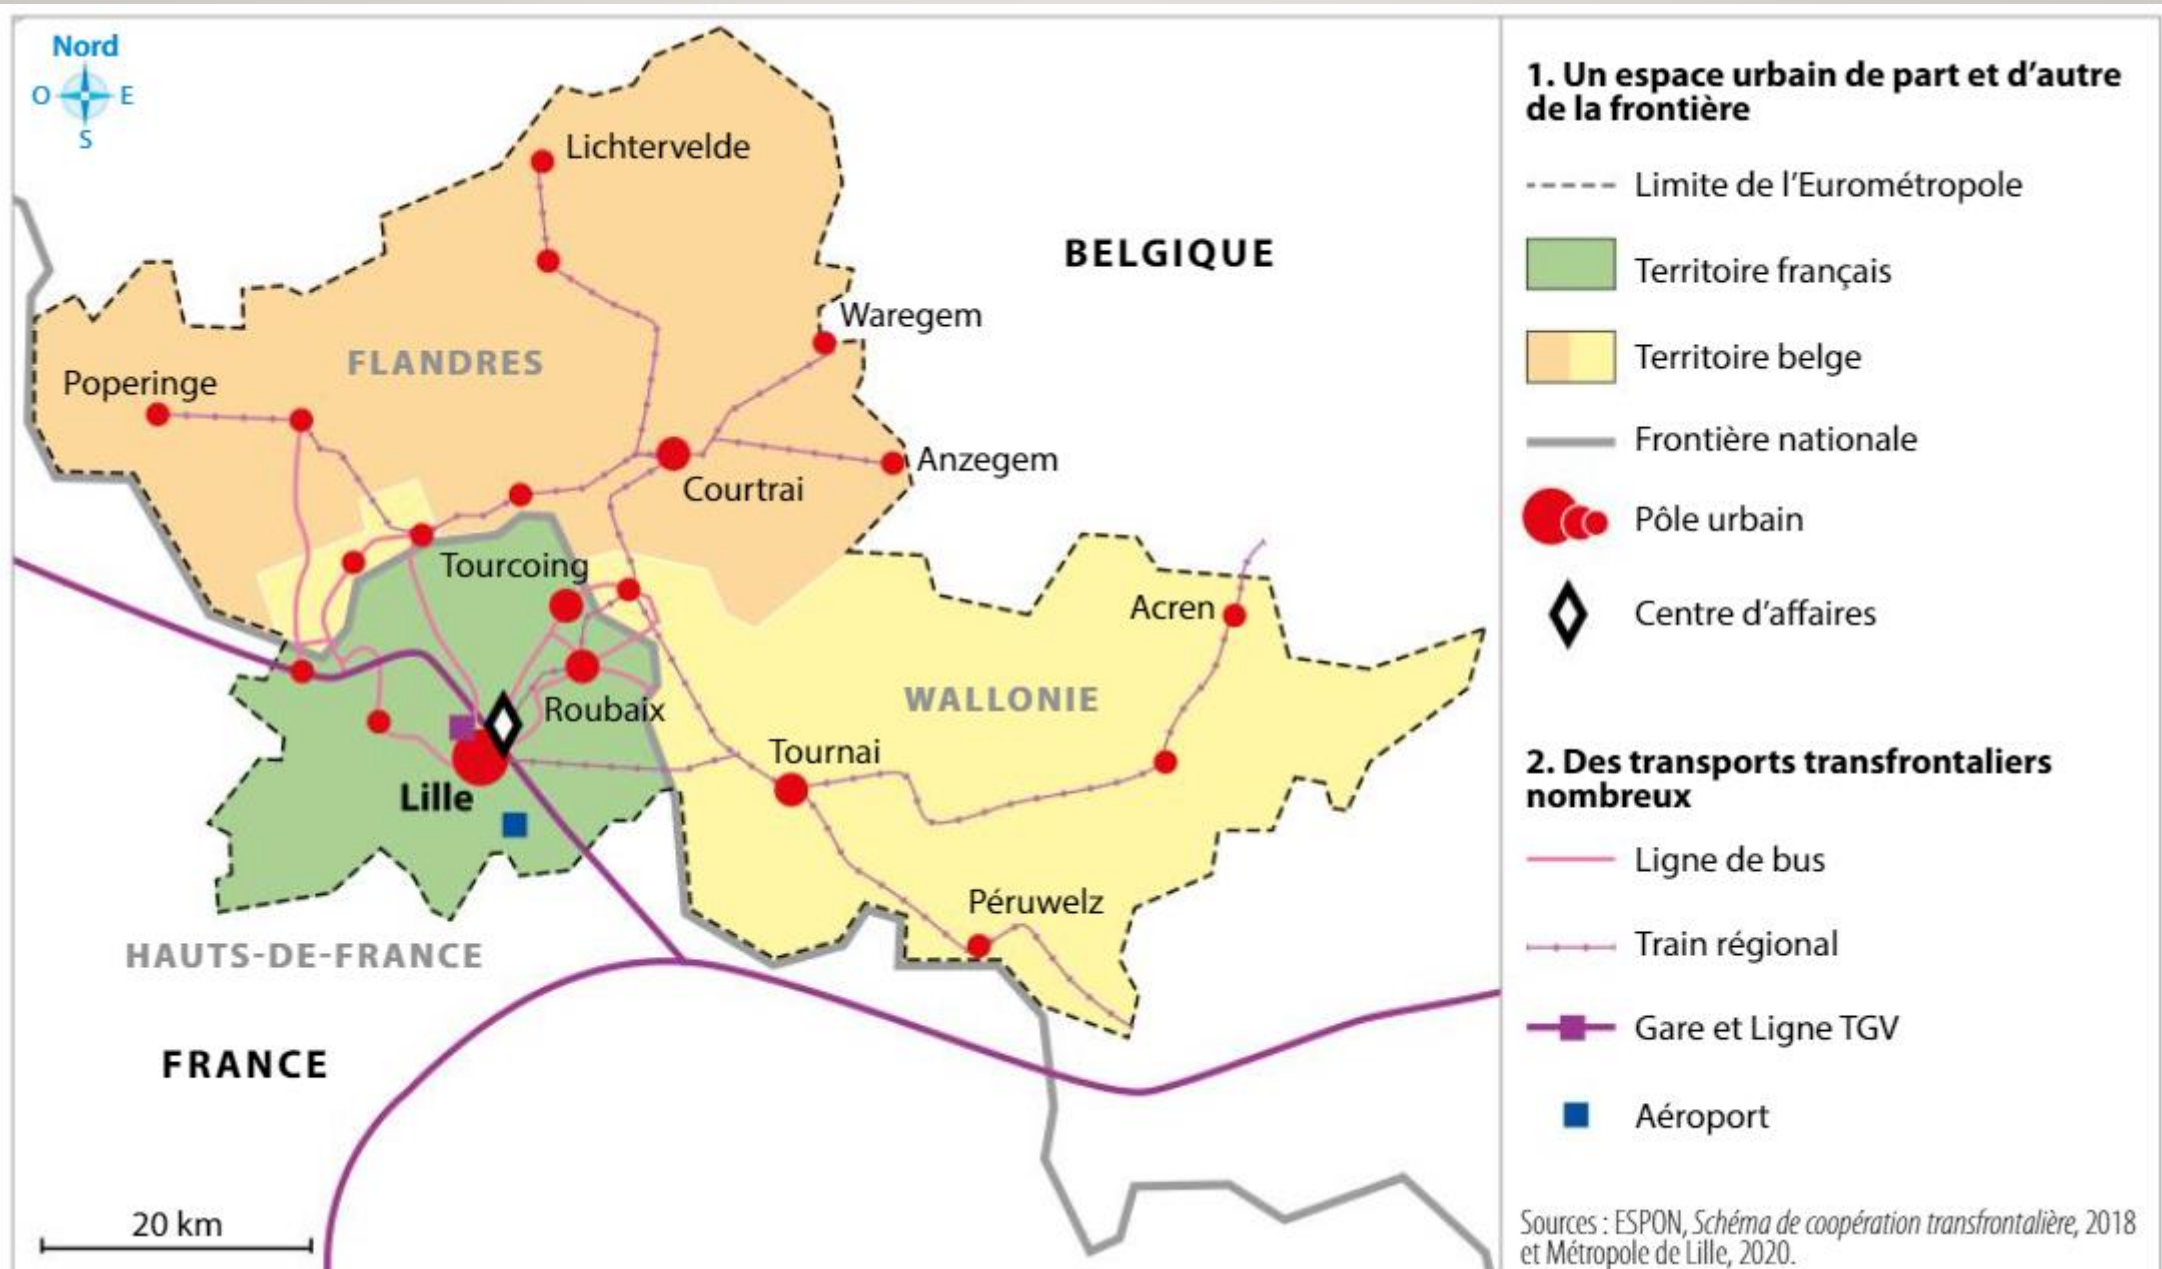 Nord
O
E
S
Lichtervelde
BELGIQUE
Waregem
FLANDRES
Poperinge
Anzegem
Courtrai
Tourcoing
Acren
WALLONIE
Roubaix
Tournai
Lille
Péruwelz
HAUTS-DE-FRANCE
FRANCE
20 km
1. Un espace urbain de part et d'autre
de la frontière
Limite de l'Eurométropole
Territoire français
Territoire belge
Frontière nationale
Pôle urbain
Centre d'affaires
2. Des transports transfrontaliers
nombreux
Ligne de bus
Train régional
Gare et Ligne TGV
Aéroport
Sources : ESPON, Schéma de coopération transfrontalière, 2018
et Métropole de Lille, 2020.